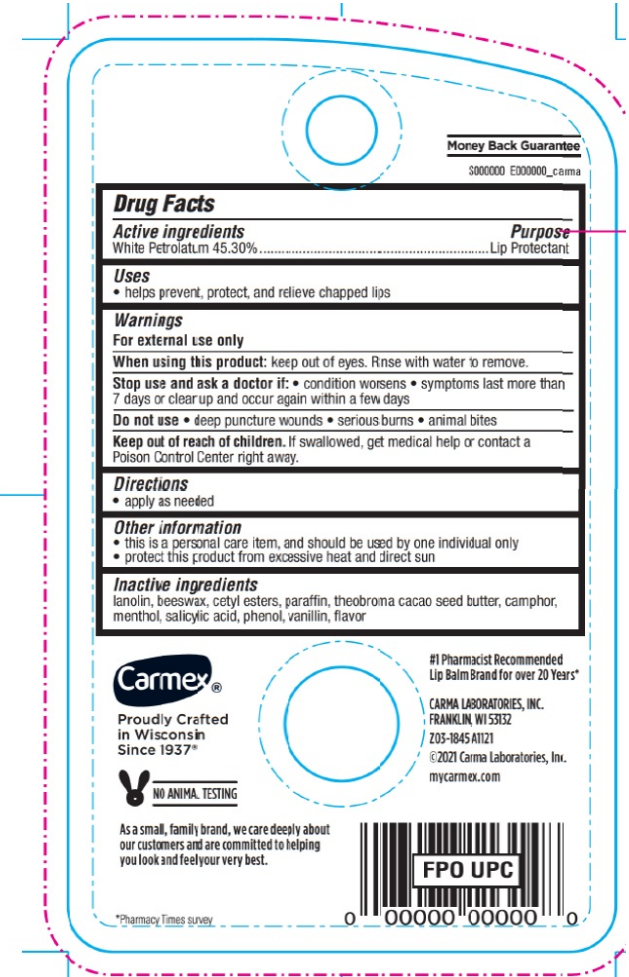 Money Back Guarantee
S000000 E000000_carma
Drug Facts
Active ingredients Purpose
White Petrolatum 45.30%........................................................................Lip Protectant
Uses
• helps prevent, protect, and relieve chapped lips
Warnings
For external use only
When using this product: keep out of eyes. Rinse with water to remove.
Stop use and ask a doctor if: • condition worsens • symptoms last more than
7 days or clear up and occur again within a few days
Do not use • deep puncture wounds • serious burns • animal bites
Keep out of reach of children. If swallowed, get medical help or contact a
Poison Control Center right away.
Directions
• apply as needed
Other information
• this is a personal care item, and should be used by one individual only
• protect this product from excessive heat and direct sun
Inactive ingredients
lanolin, beeswax, cetyl esters, paraffin, theobroma cacao seed butter, camphor,
menthol, salicylic acid, phenol, vanillin, flavor
Carmex®
Proudly Crafted
in Wisconsin
Since 1937*
NO ANIMAL TESTING
As a small, family brand, we care deeply about
our customers and are committed to helping
you look and feel your very best.
*Pharmacy Times survey
#1 Pharmacist Recommended
Lip Balm Brand for over 20 Years*
CARMA LABORATORIES, INC.
FRANKLIN, WI 53132
Z03-1845 A1121
©2021 Carma Laboratories, Inc.
mycarmex.com
FPO UPC
0 00000 00000 0